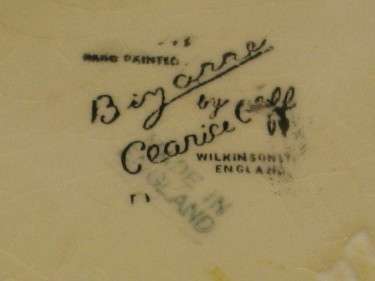 HAND PAINTED
Bizarre
by
Clarice Cliff
WILKINSON LTD
ENGLAND
MADE IN
ENGLAND